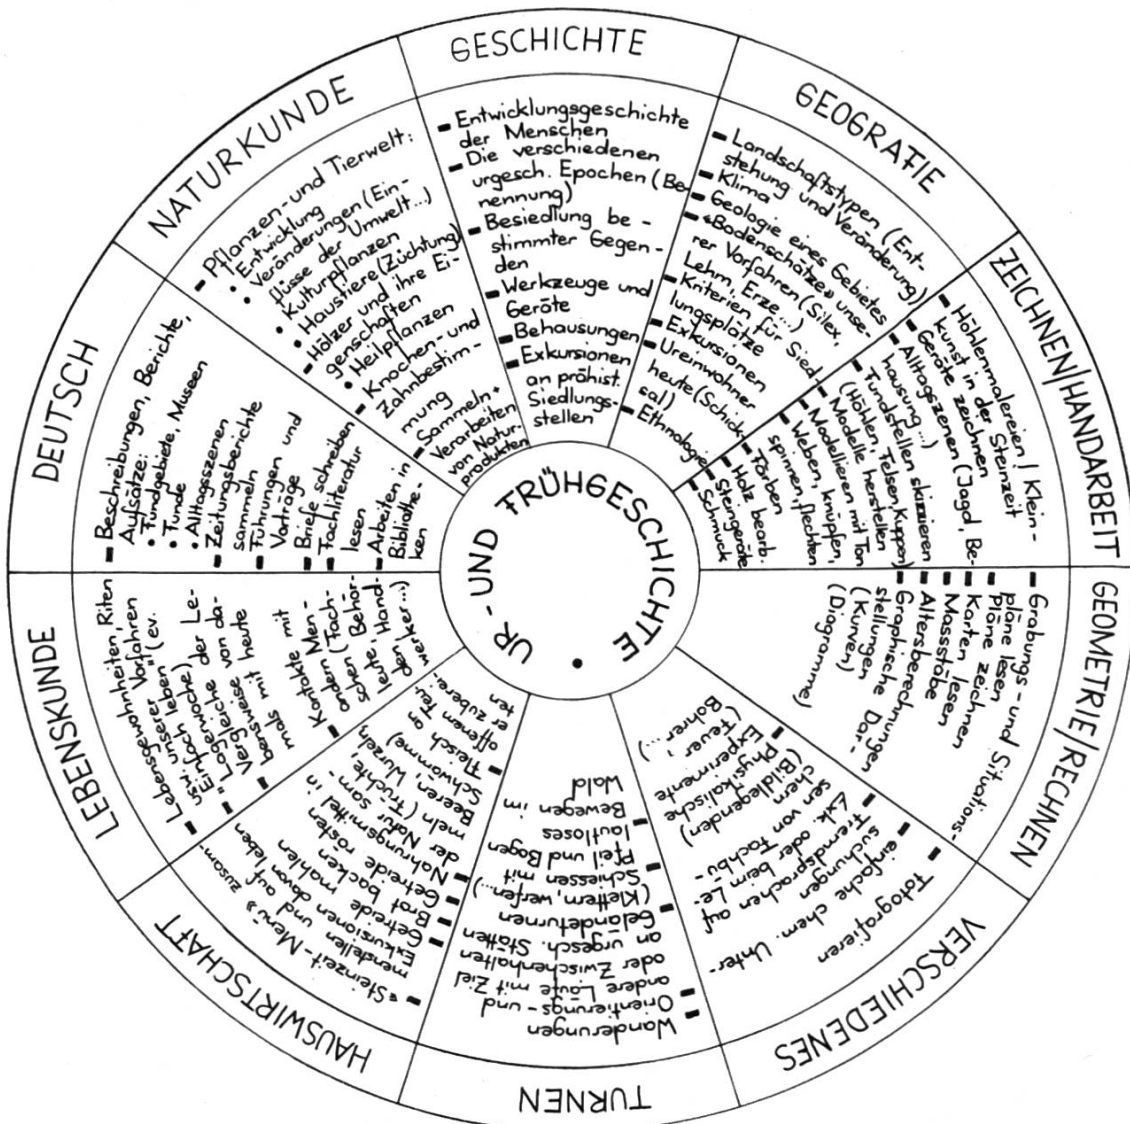 UR- UND FRÜHGESCHICHTE •
GESCHICHTE
- Entwicklungsgeschichte
der Menschen
- Die verschiedenen
urgesch. Epochen (Be-
nennung)
- Besiedlung be-
stimmter Gegen-
den
- Werkzeuge und
Geräte
- Behausungen
- Exkursionen
an prähist.
Siedlungs-
stellen
GEOGRAFIE
- Landschaftstypen (Ent-
stehung und Veränderung)
- Klima
- Geologie eines Gebietes
- «Bodenschätze» unse-
rer Vorfahren (Silex,
Lehm, Erze...)
- Kriterien für Sied-
lungsplätze
- Exkursionen
- Ureinwohner
heute (Schick-
sal)
- Ethnologie
ZEICHNEN/HANDARBEIT
- Höhlenmalereien / Klein-
kunst in der Steinzeit
- Geräte zeichnen
- Alltagszenen (Jagd, Be-
hausung...)
- Fundstellen skizzieren
(Höhlen, Felsen, Kuppen)
- Modelle herstellen
- Modellieren mit Ton
- Weben, knüpfen,
spinnen, flechten
- Färben
- Holz bearb.
- Steingeräte
- Schmuck
GEOMETRIE/RECHNEN
- Grabungs- und Situations-
pläne lesen
- Pläne zeichnen
- Karten lesen
- Massstäbe
- Altersberechnungen
- Graphische Dar-
stellungen
(Kurven)
(Diagramme)
VERSCHIEDENES
- Fotografieren
- einfache chem. Unter-
suchungen
- Fremdsprachen auf
Exk. oder beim Le-
sen von Fachbü-
chern
(Bildlegenden)
- Physikalische
Experimente
(Feuer,
Bohrer...)
TURNEN
- Wanderungen
- Orientierungs- und
andere Läufe mit Ziel
oder Zwischenhalten
an urgesch. Stätten
- Geländeturnen
(Klettern, werfen...)
- Schiessen mit
Pfeil und Bogen
- lautloses
Bewegen im
Wald
HAUSWIRTSCHAFT
- «Steinzeit-Menü»
zusam-
menstellen und auf
Exkursionen davon leben
- Getreide mahlen
- Brot backen
- Getreide rösten
- Nahrungsmittel in
der Natur sam-
meln (Früchte,
Beeren, Wurzeln,
Schwämme)
- Fleisch an
offenem Feu-
er zuberei-
ten
LEBENSKUNDE
- Lebensgewohnheiten, Riten
usw. unserer Vorfahren
- "Einfach leben" (ev.
Lagerwoche)
- Vergleiche der Le-
bensweise von da-
mals mit heute
- Kontakte mit
andern Men-
schen (Fach-
leute, Behör-
den, Hand-
werker...)
DEUTSCH
- Beschreibungen, Berichte,
Aufsätze:
• Fundgebiete, Museen
• Funde
• Alltagszenen
- Zeitungsberichte
sammeln
- Führungen und
Vorträge
- Briefe schreiben
- Fachliteratur
lesen
- Arbeiten in
Bibliothe-
ken
NATURKUNDE
- Pflanzen- und Tierwelt:
• Entwicklung
• Veränderungen (Ein-
flüsse der Umwelt...)
• Kulturpflanzen
• Haustiere (Züchtung)
- Hölzer und ihre Ei-
genschaften
• Heilpflanzen
- Knochen- und
Zahnbestim-
mung
- Sammeln +
Verarbeiten
von Natur-
produkten